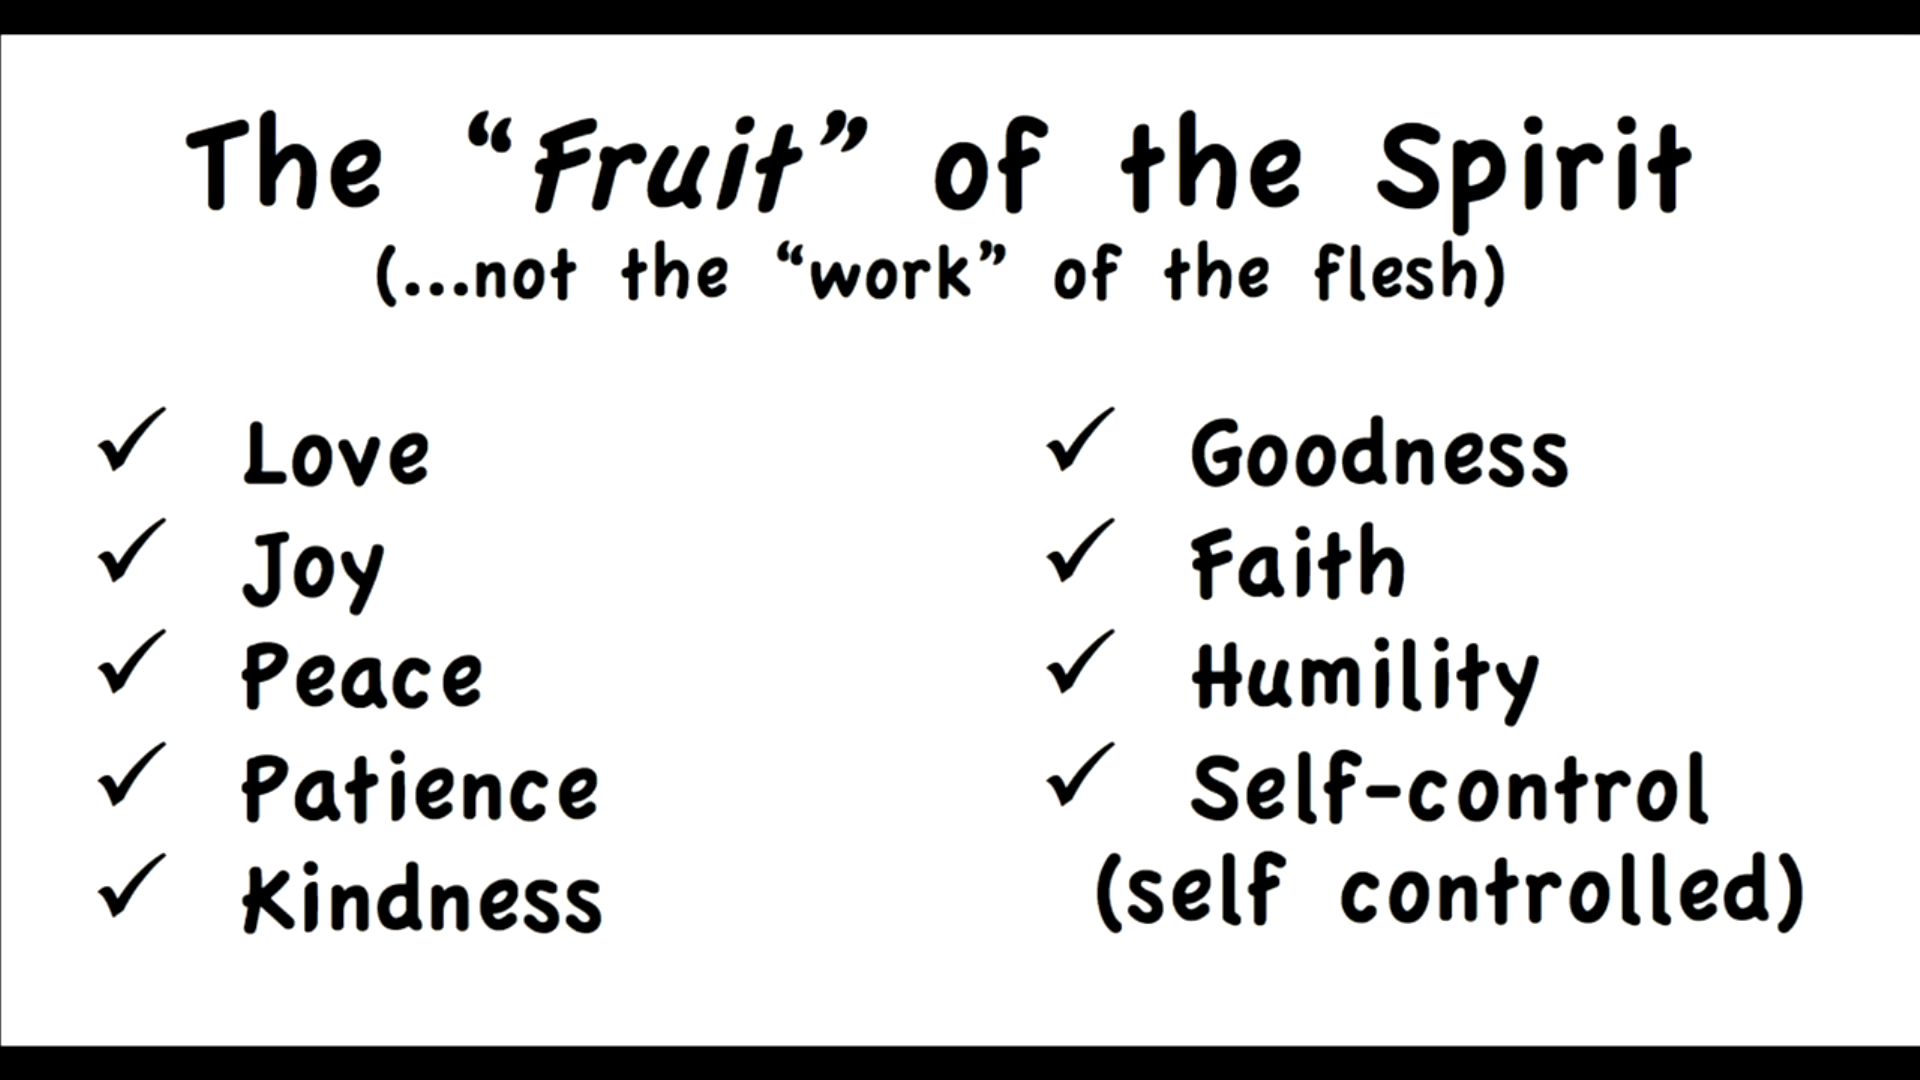 The “Fruit” of the Spirit
(...not the “work” of the flesh)
✓ Love
✓ Joy
✓ Peace
✓ Patience
✓ Kindness
✓ Goodness
✓ Faith
✓ Humility
✓ Self-control
(self controlled)